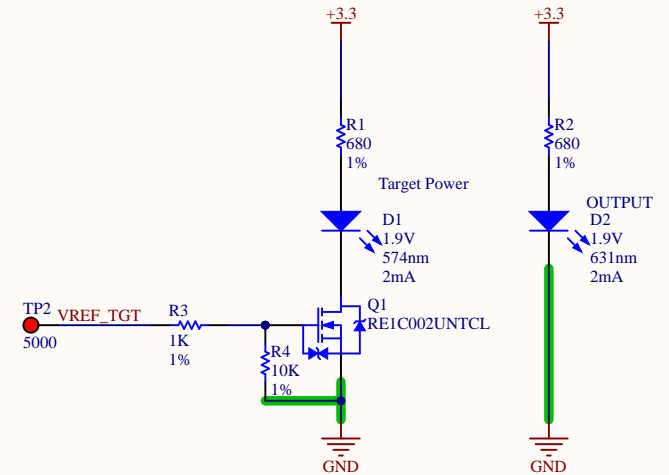 +3.3
+3.3
R1
680
1%
R2
680
1%
Target Power
OUTPUT
D1
1.9V
574nm
2mA
D2
1.9V
631nm
2mA
TP2
VREF_TGT
5000
R3
1K
1%
Q1
RE1C002UNTCL
R4
10K
1%
GND
GND